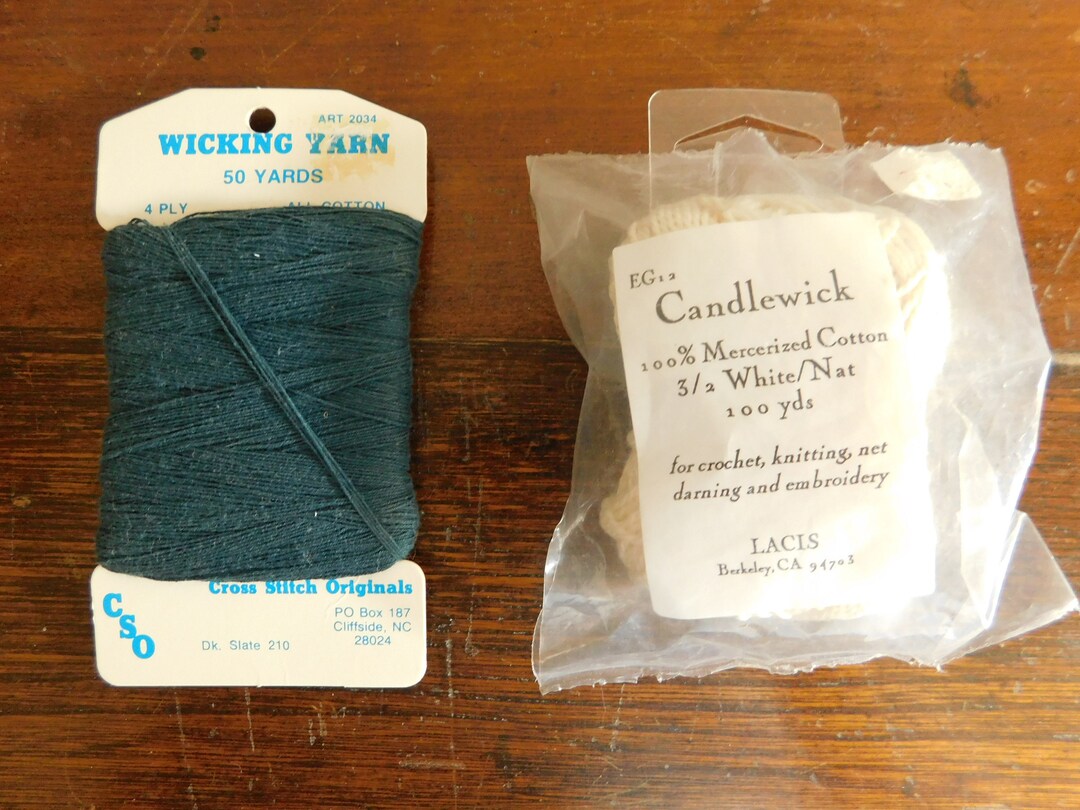 ART 2034
WICKING YARN
50 YARDS
4 PLY ALL COTTON
Cross Stitch Originals
CSO
PO Box 187
Cliffside, NC
28024
Dk. Slate 210
EG12
Candlewick
100% Mercerized Cotton
3/2 White/Nat
100 yds
for crochet, knitting, net
darning and embroidery
LACIS
Berkeley, CA 94703